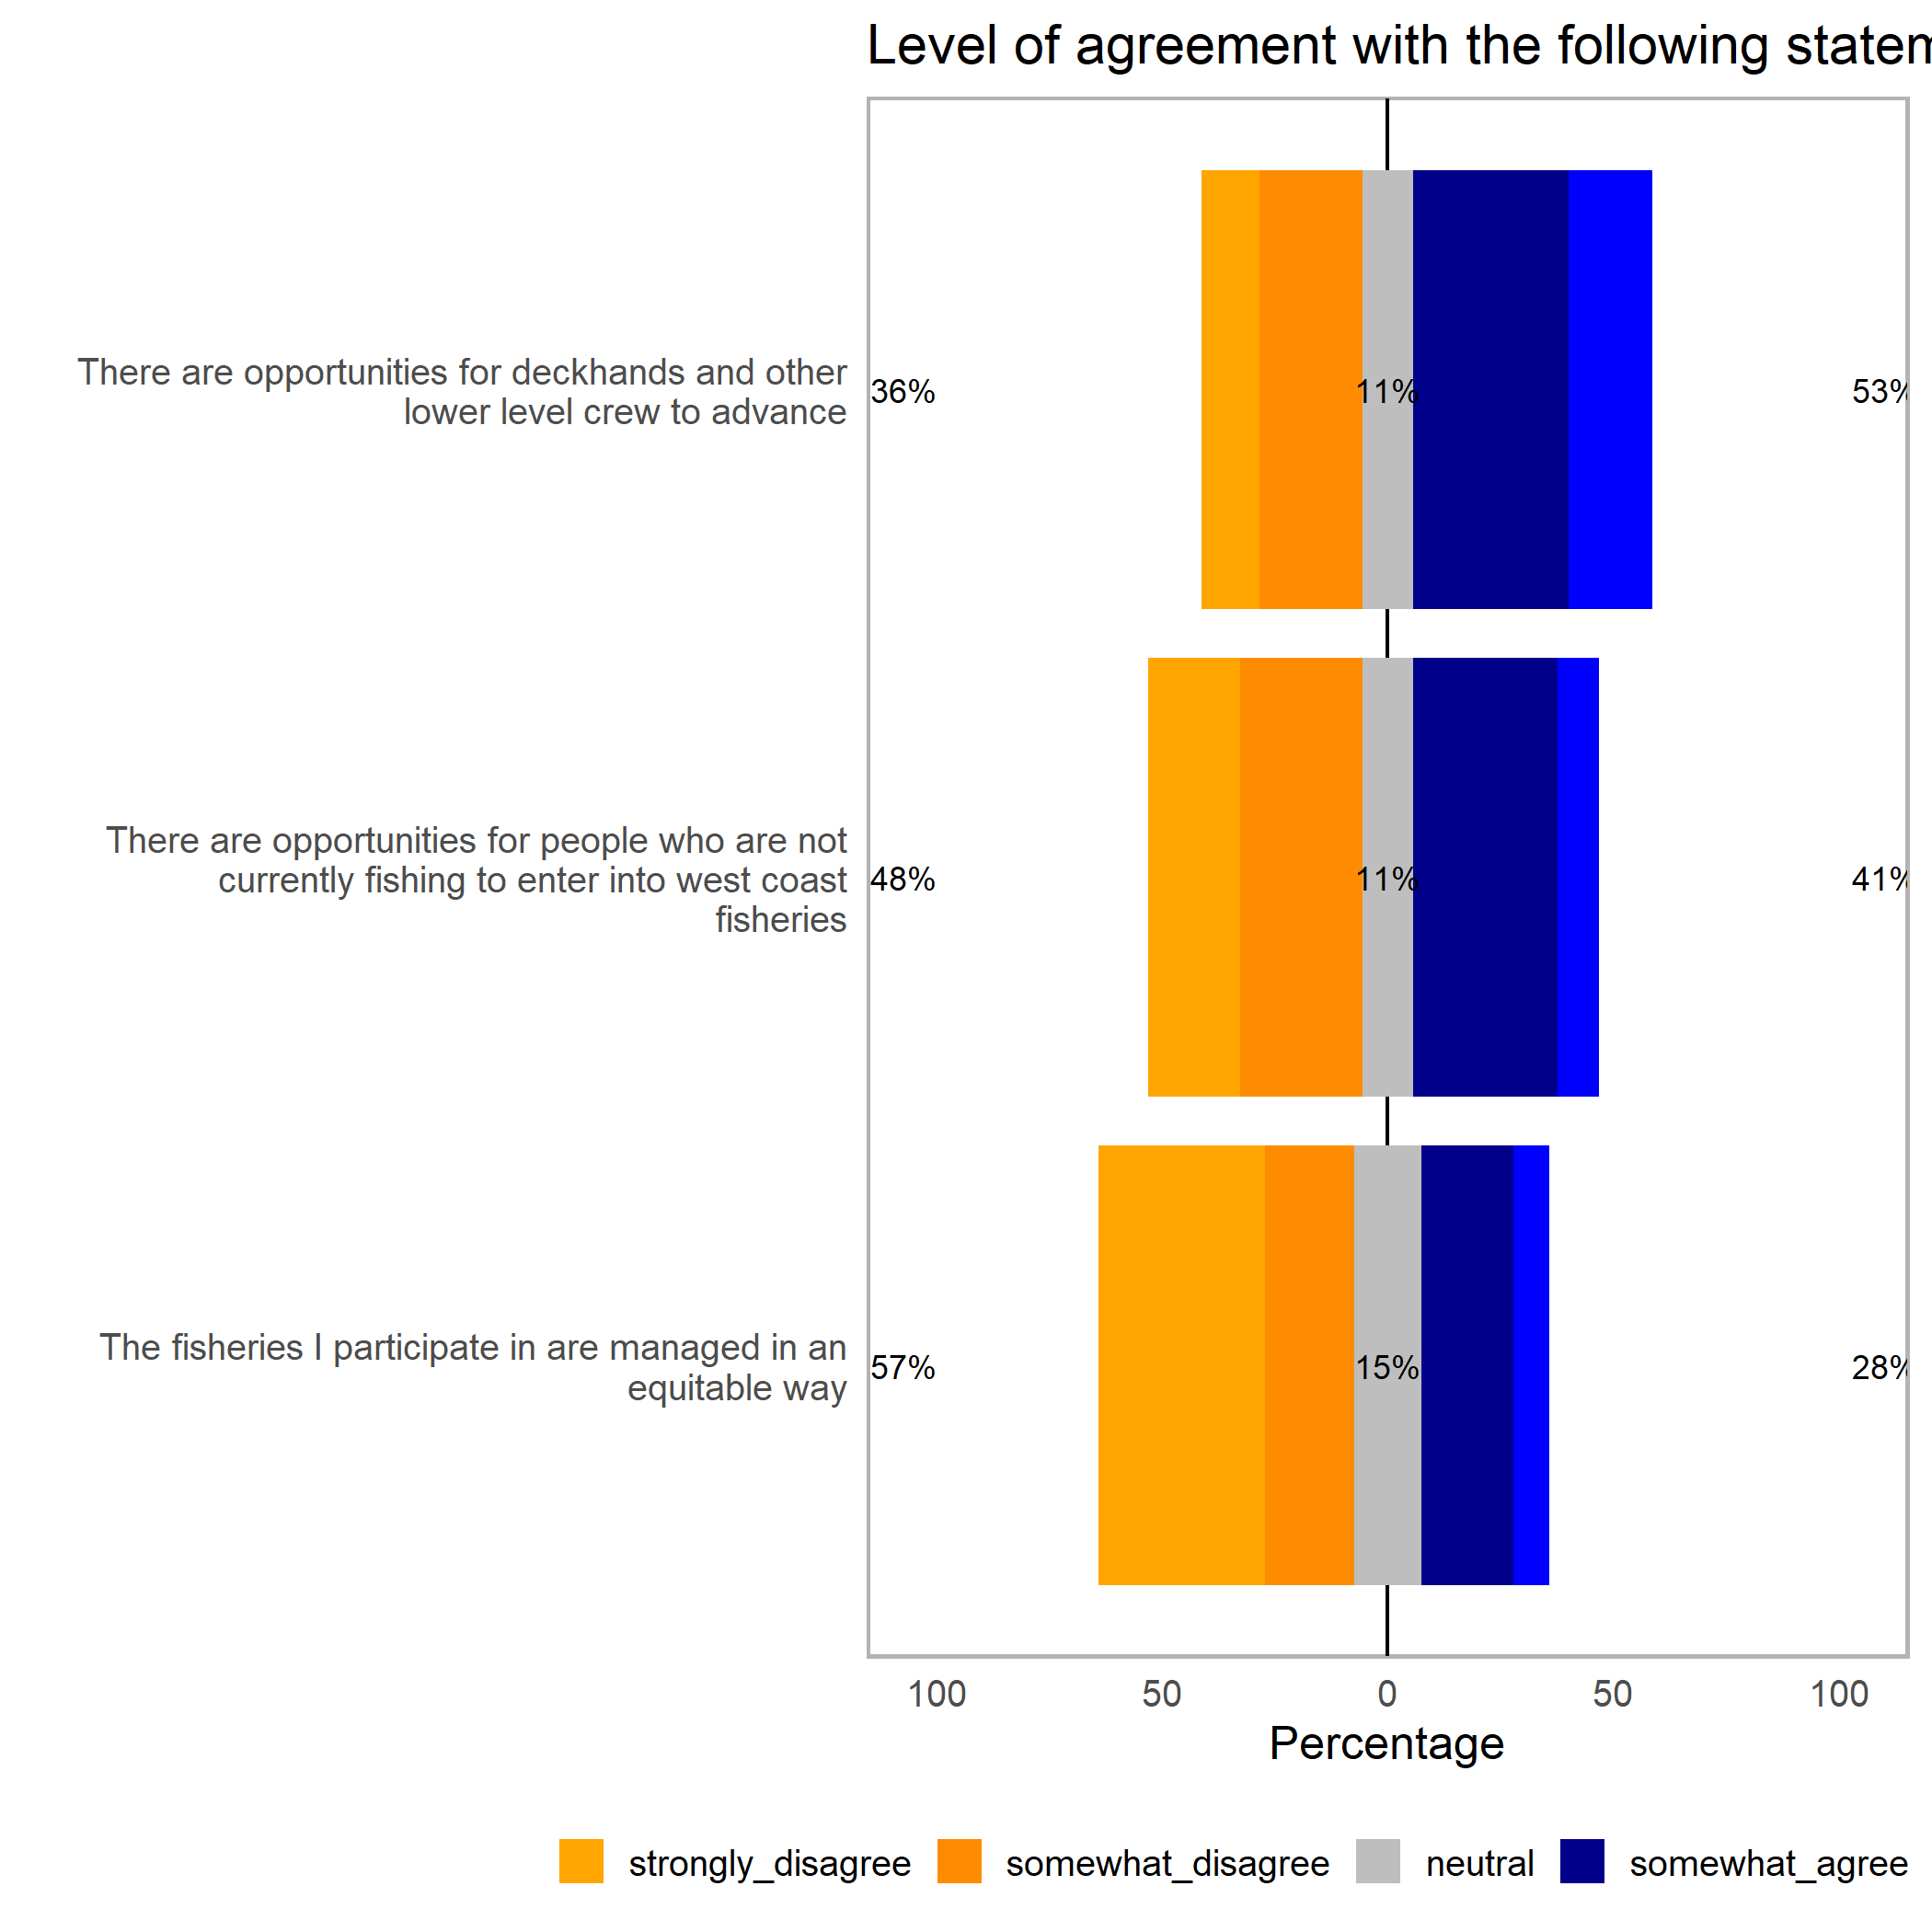 Level of agreement with the following
There are opportunities for deckhands and other
lower level crew to advance
36%
11%
53%
There are opportunities for people who are not
currently fishing to enter into west coast
fisheries
48%
11%
41%
The fisheries I participate in are managed in an
equitable way
57%
15%
28%
100 50 0 50 100
Percentage
strongly_disagree somewhat_disagree neutral somewhat_agree